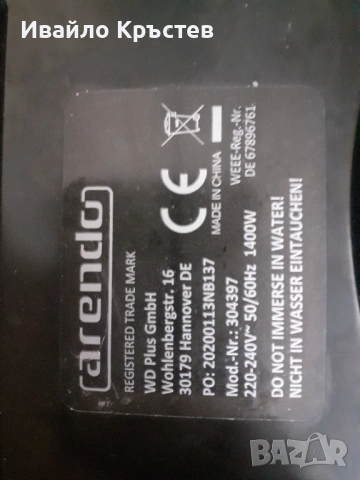 Ивайло Кръстев
arendo
REGISTERED TRADE MARK
WD Plus GmbH
Wohlenbergstr. 16
30179 Hannover DE
PO: 20200113NB137
Mod.-Nr.: 304397
220-240V~ 50/60Hz 1400W
DO NOT IMMERSE IN WATER!
NICHT IN WASSER EINTAUCHEN!
CE
MADE IN CHINA
WEEE-Reg.-Nr.
DE 67896761
BAZAR